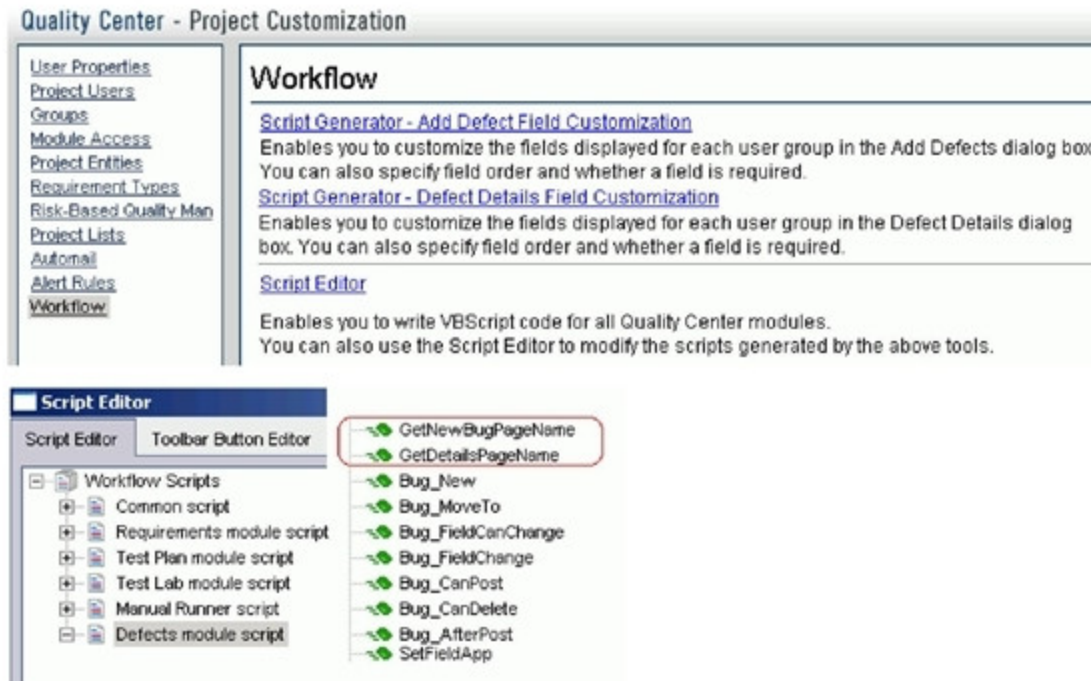 Quality Center - Project Customization
User Properties
Project Users
Groups
Module Access
Project Entities
Requirement Types
Risk-Based Quality Man
Project Lists
Automail
Alert Rules
Workflow
Workflow
Script Generator - Add Defect Field Customization
Enables you to customize the fields displayed for each user group in the Add Defects dialog box
You can also specify field order and whether a field is required.
Script Generator - Defect Details Field Customization
Enables you to customize the fields displayed for each user group in the Defect Details dialog
box. You can also specify field order and whether a field is required.
Script Editor
Enables you to write VBScript code for all Quality Center modules.
You can also use the Script Editor to modify the scripts generated by the above tools.
Script Editor
Script Editor
Toolbar Button Editor
Workflow Scripts
Common script
Requirements module script
Test Plan module script
Test Lab module script
Manual Runner script
Defects module script
GetNewBugPageName
GetDetailsPageName
Bug_New
Bug_MoveTo
Bug_FieldCanChange
Bug_FieldChange
Bug_CanPost
Bug_CanDelete
Bug_AfterPost
SetFieldApp